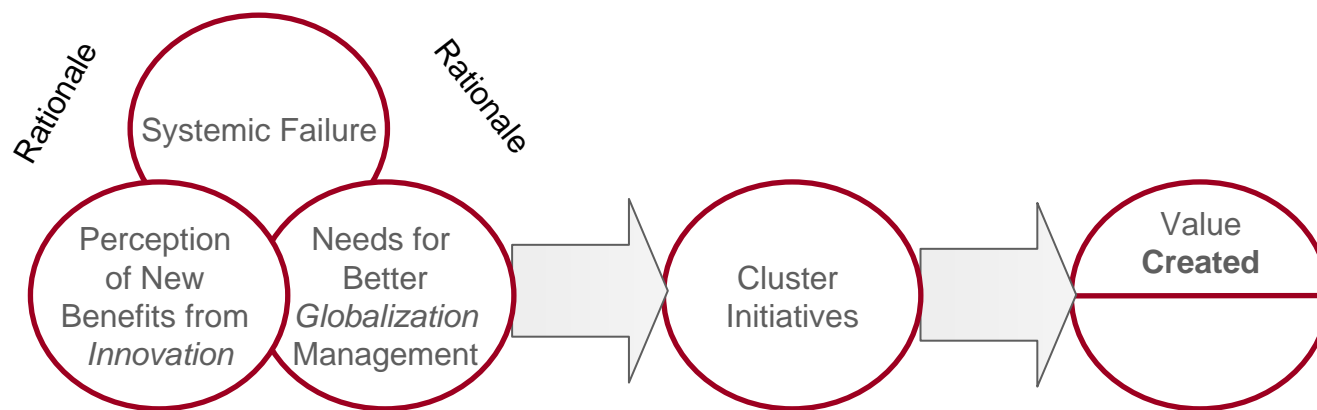 Rationale
Rationale
Systemic Failure
Perception
of New
Benefits from
Innovation
Needs for
Better
Globalization
Management
Cluster
Initiatives
Value
Created